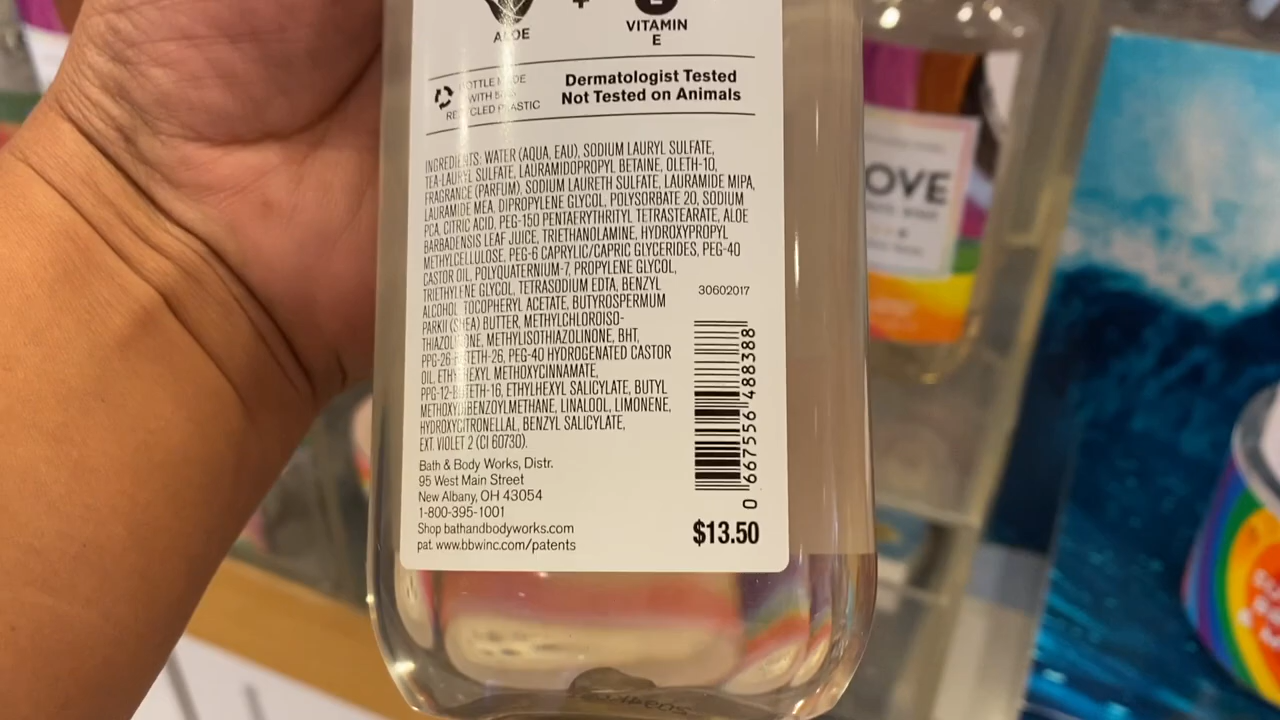 ALOE
+
VITAMIN
E
BOTTLE MADE
WITH 50%
RECYCLED PLASTIC
Dermatologist Tested
Not Tested on Animals
INGREDIENTS: WATER (AQUA, EAU), SODIUM LAURYL SULFATE,
TEA-LAURYL SULFATE, LAURAMIDOPROPYL BETAINE, OLETH-10,
FRAGRANCE (PARFUM), SODIUM LAURETH SULFATE, LAURAMIDE MIPA,
LAURAMIDE MEA, DIPROPYLENE GLYCOL, POLYSORBATE 20, SODIUM
PCA, CITRIC ACID, PEG-150 PENTAERYTHRITYL TETRASTEARATE, ALOE
BARBADENSIS LEAF JUICE, TRIETHANOLAMINE, HYDROXYPROPYL
METHYLCELLULOSE, PEG-6 CAPRYLIC/CAPRIC GLYCERIDES, PEG-40
CASTOR OIL, POLYQUATERNIUM-7, PROPYLENE GLYCOL,
TRIETHYLENE GLYCOL, TETRASODIUM EDTA, BENZYL
ALCOHOL, TOCOPHERYL ACETATE, BUTYROSPERMUM
PARKII (SHEA) BUTTER, METHYLCHLOROISO-
THIAZOLINONE, METHYLISOTHIAZOLINONE, BHT,
PPG-26-BUTETH-26, PEG-40 HYDROGENATED CASTOR
OIL, ETHYLHEXYL METHOXYCINNAMATE,
PPG-12-BUTETH-16, ETHYLHEXYL SALICYLATE, BUTYL
METHOXYDIBENZOYLMETHANE, LINALOOL, LIMONENE,
HYDROXYCITRONELLAL, BENZYL SALICYLATE,
EXT. VIOLET 2 (CI 60730).
30602017
0 667556 488388
$13.50
Bath & Body Works, Distr.
95 West Main Street
New Albany, OH 43054
1-800-395-1001
Shop bathandbodyworks.com
pat. www.bbwinc.com/patents
OVE